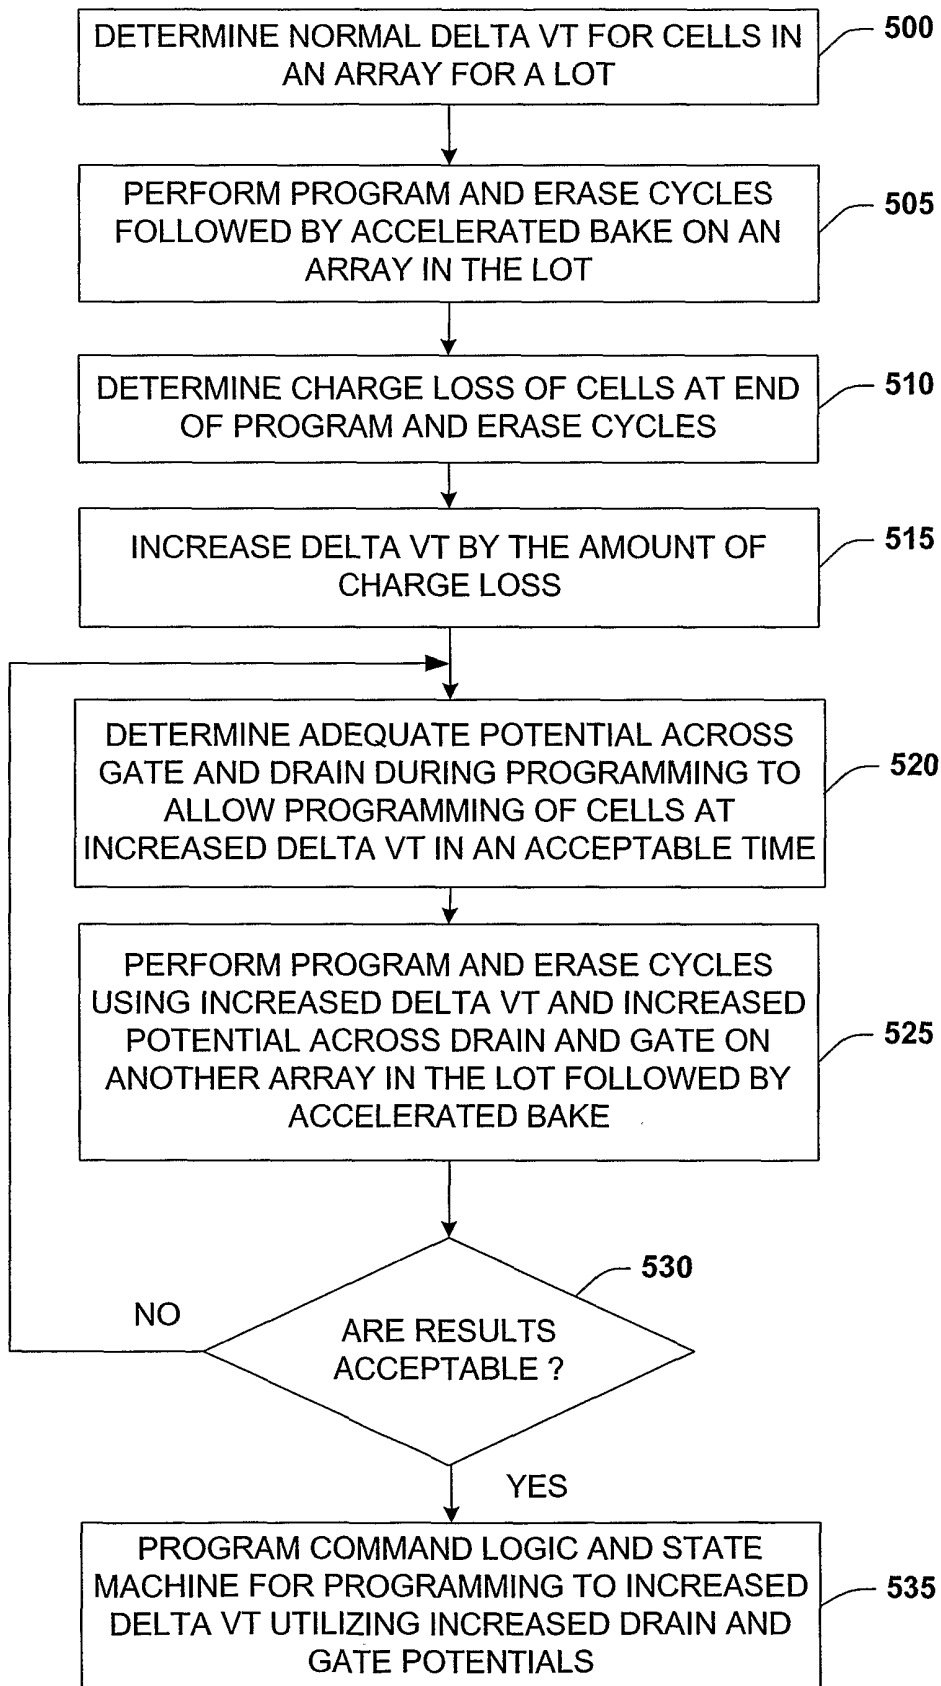 DETERMINE NORMAL DELTA VT FOR CELLS IN
AN ARRAY FOR A LOT
500
PERFORM PROGRAM AND ERASE CYCLES
FOLLOWED BY ACCELERATED BAKE ON AN
ARRAY IN THE LOT
505
DETERMINE CHARGE LOSS OF CELLS AT END
OF PROGRAM AND ERASE CYCLES
510
INCREASE DELTA VT BY THE AMOUNT OF
CHARGE LOSS
515
DETERMINE ADEQUATE POTENTIAL ACROSS
GATE AND DRAIN DURING PROGRAMMING TO
ALLOW PROGRAMMING OF CELLS AT
INCREASED DELTA VT IN AN ACCEPTABLE TIME
520
PERFORM PROGRAM AND ERASE CYCLES
USING INCREASED DELTA VT AND INCREASED
POTENTIAL ACROSS DRAIN AND GATE ON
ANOTHER ARRAY IN THE LOT FOLLOWED BY
ACCELERATED BAKE
525
530
NO
ARE RESULTS
ACCEPTABLE ?
YES
PROGRAM COMMAND LOGIC AND STATE
MACHINE FOR PROGRAMMING TO INCREASED
DELTA VT UTILIZING INCREASED DRAIN AND
GATE POTENTIALS
535